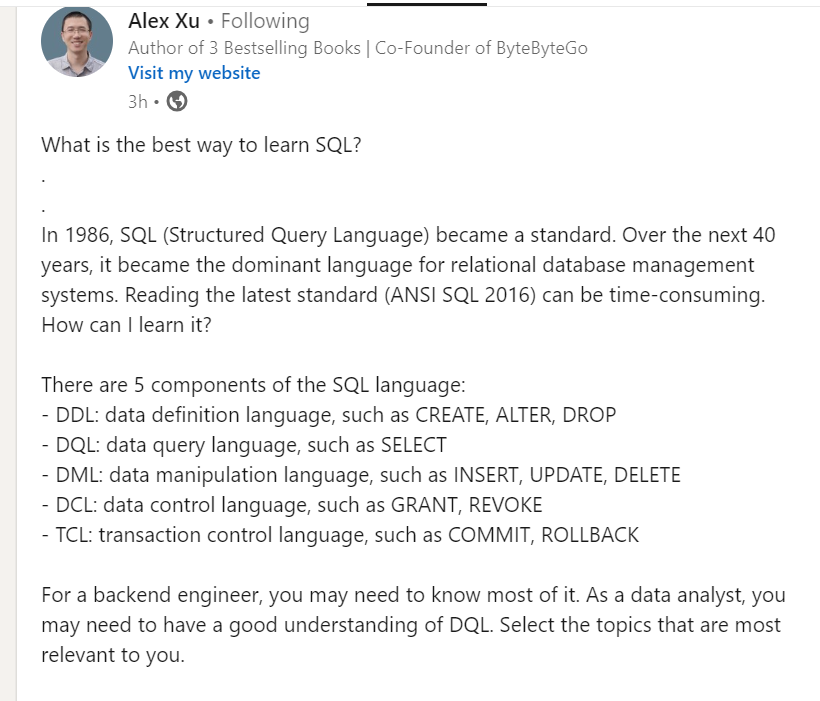 Alex Xu • Following
Author of 3 Bestselling Books | Co-Founder of ByteByteGo
Visit my website
3h •
What is the best way to learn SQL?
.
.
In 1986, SQL (Structured Query Language) became a standard. Over the next 40
years, it became the dominant language for relational database management
systems. Reading the latest standard (ANSI SQL 2016) can be time-consuming.
How can I learn it?
There are 5 components of the SQL language:
- DDL: data definition language, such as CREATE, ALTER, DROP
- DQL: data query language, such as SELECT
- DML: data manipulation language, such as INSERT, UPDATE, DELETE
- DCL: data control language, such as GRANT, REVOKE
- TCL: transaction control language, such as COMMIT, ROLLBACK
For a backend engineer, you may need to know most of it. As a data analyst, you
may need to have a good understanding of DQL. Select the topics that are most
relevant to you.